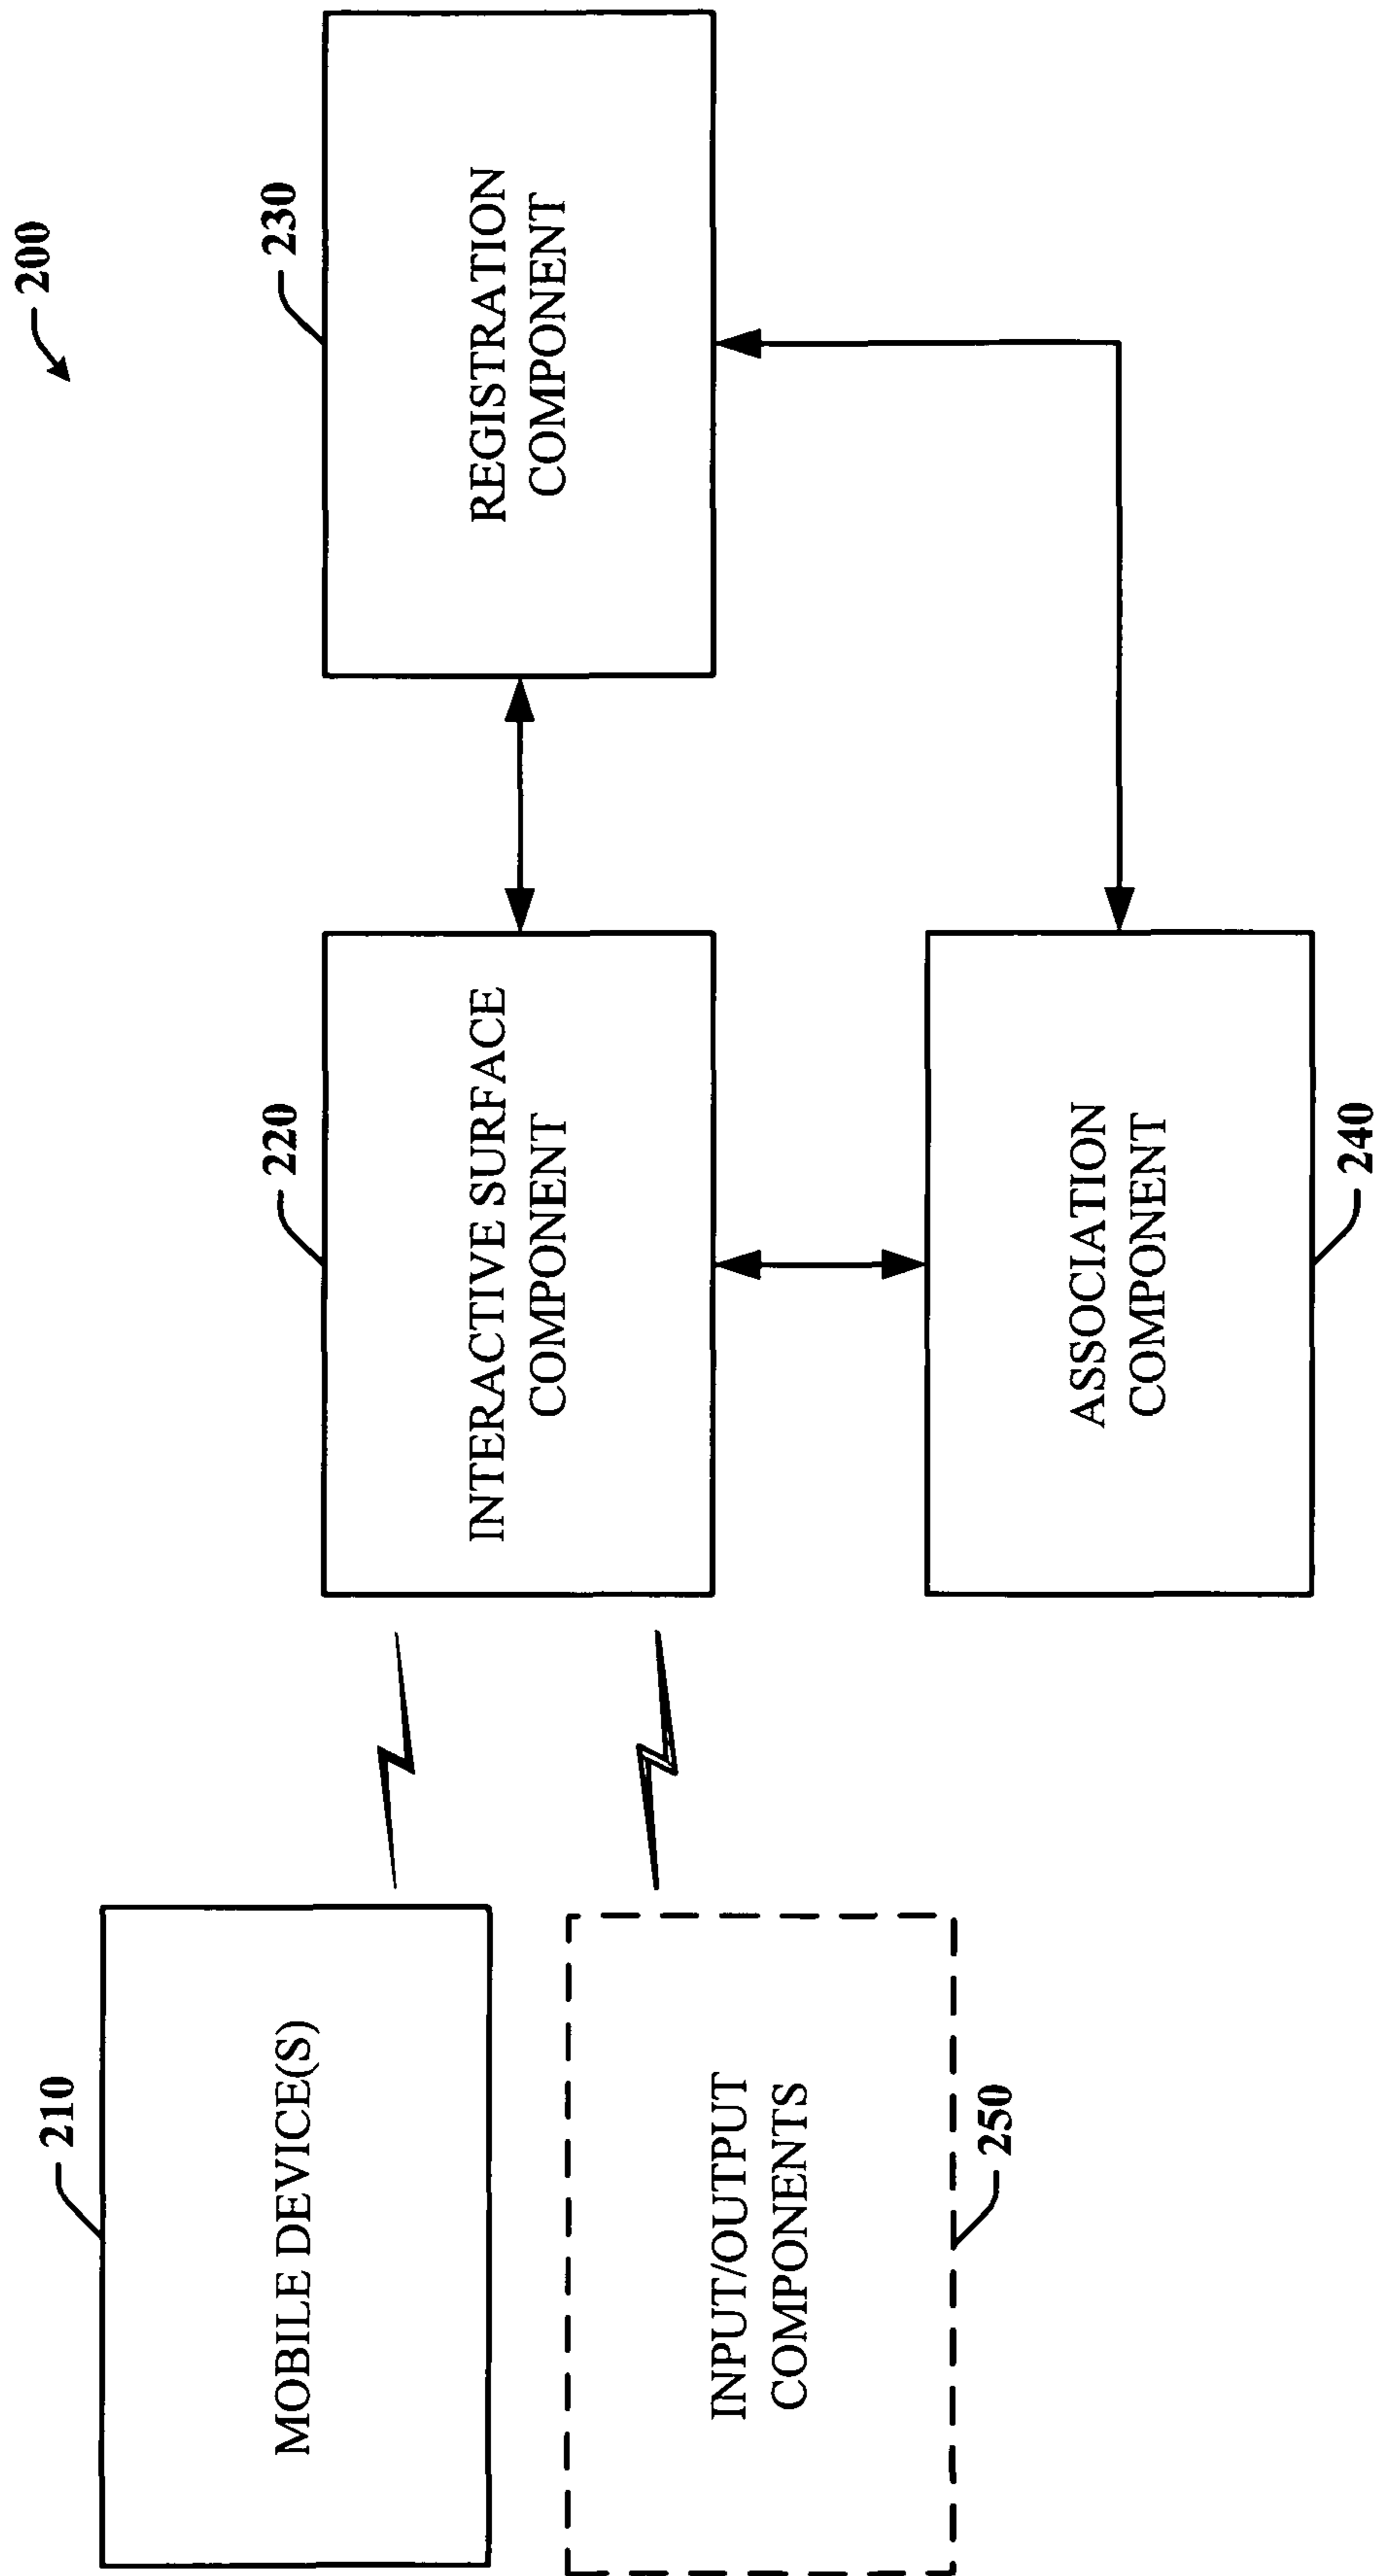 200
210
MOBILE DEVICE(S)
220
INTERACTIVE SURFACE
COMPONENT
230
REGISTRATION
COMPONENT
INPUT/OUTPUT
COMPONENTS
250
ASSOCIATION
COMPONENT
240